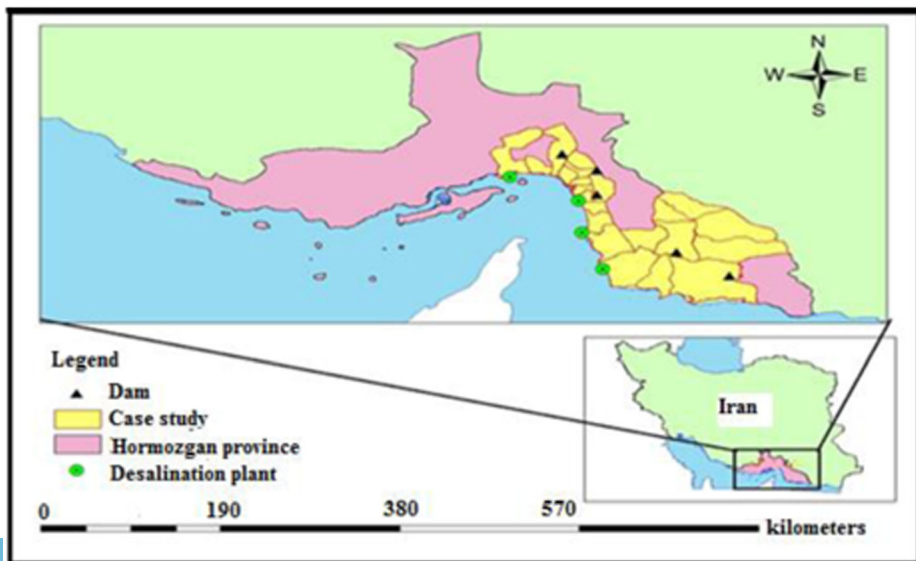 N
W E
S
Legend
Dam
Case study
Hormozgan province
Desalination plant
Iran
0 190 380 570 kilometers